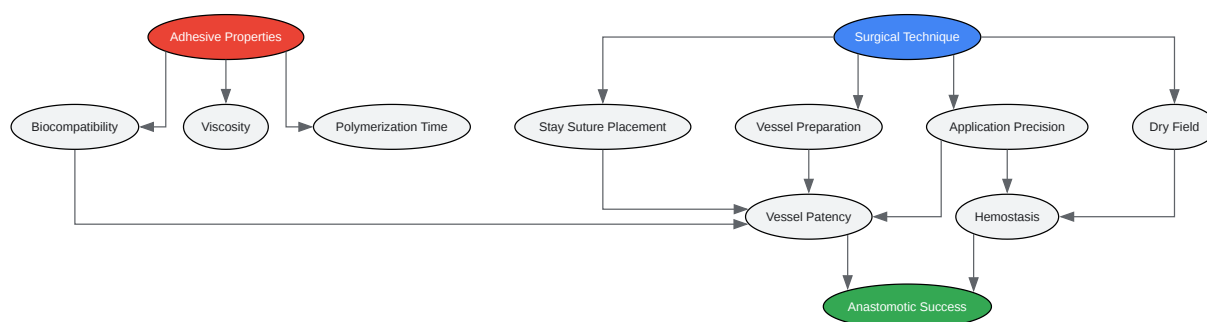 Adhesive Properties
Surgical Technique
Biocompatibility
Viscosity
Polymerization Time
Stay Suture Placement
Vessel Preparation
Application Precision
Dry Field
Vessel Patency
Hemostasis
Anastomotic Success